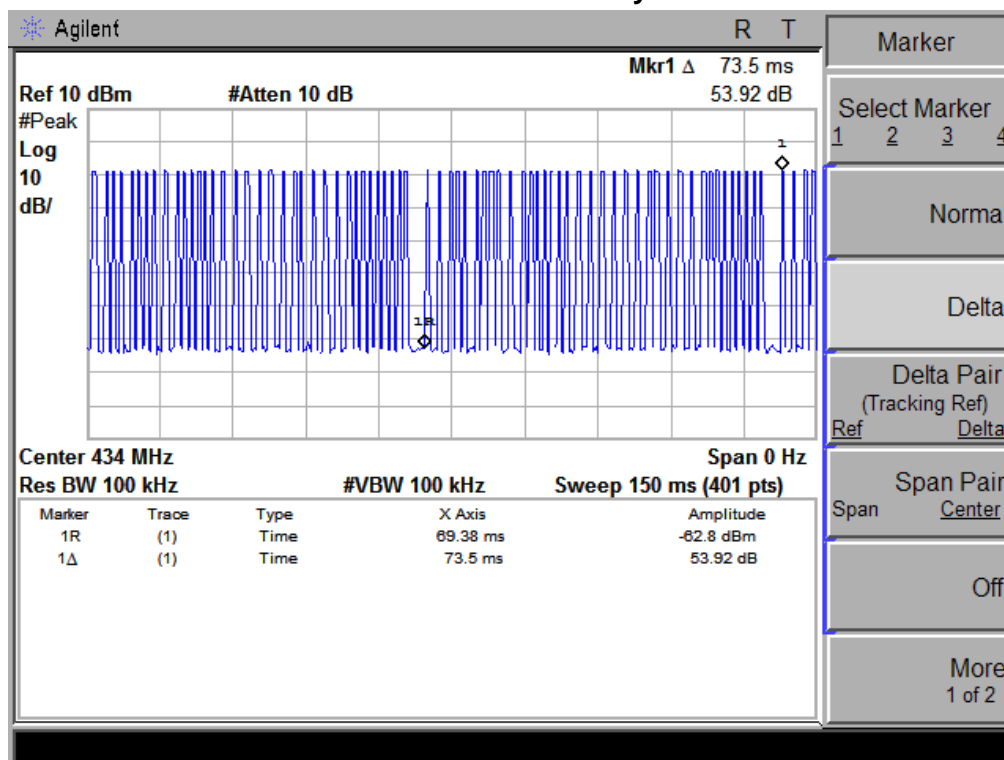 Agilent R T
Marker
Mkr1 Δ 73.5 ms
Ref 10 dBm #Atten 10 dB 53.92 dB
#Peak
Log
10
dB/
1
1R
Center 434 MHz Span 0 Hz
Res BW 100 kHz #VBW 100 kHz Sweep 150 ms (401 pts)
Marker Trace Type X Axis Amplitude
1R (1) Time 69.38 ms -62.8 dBm
1Δ (1) Time 73.5 ms 53.92 dB
Select Marker
1 2 3 4
Norma
Delta
Delta Pair
(Tracking Ref)
Ref Delta
Span Pair
Span Center
Off
More
1 of 2